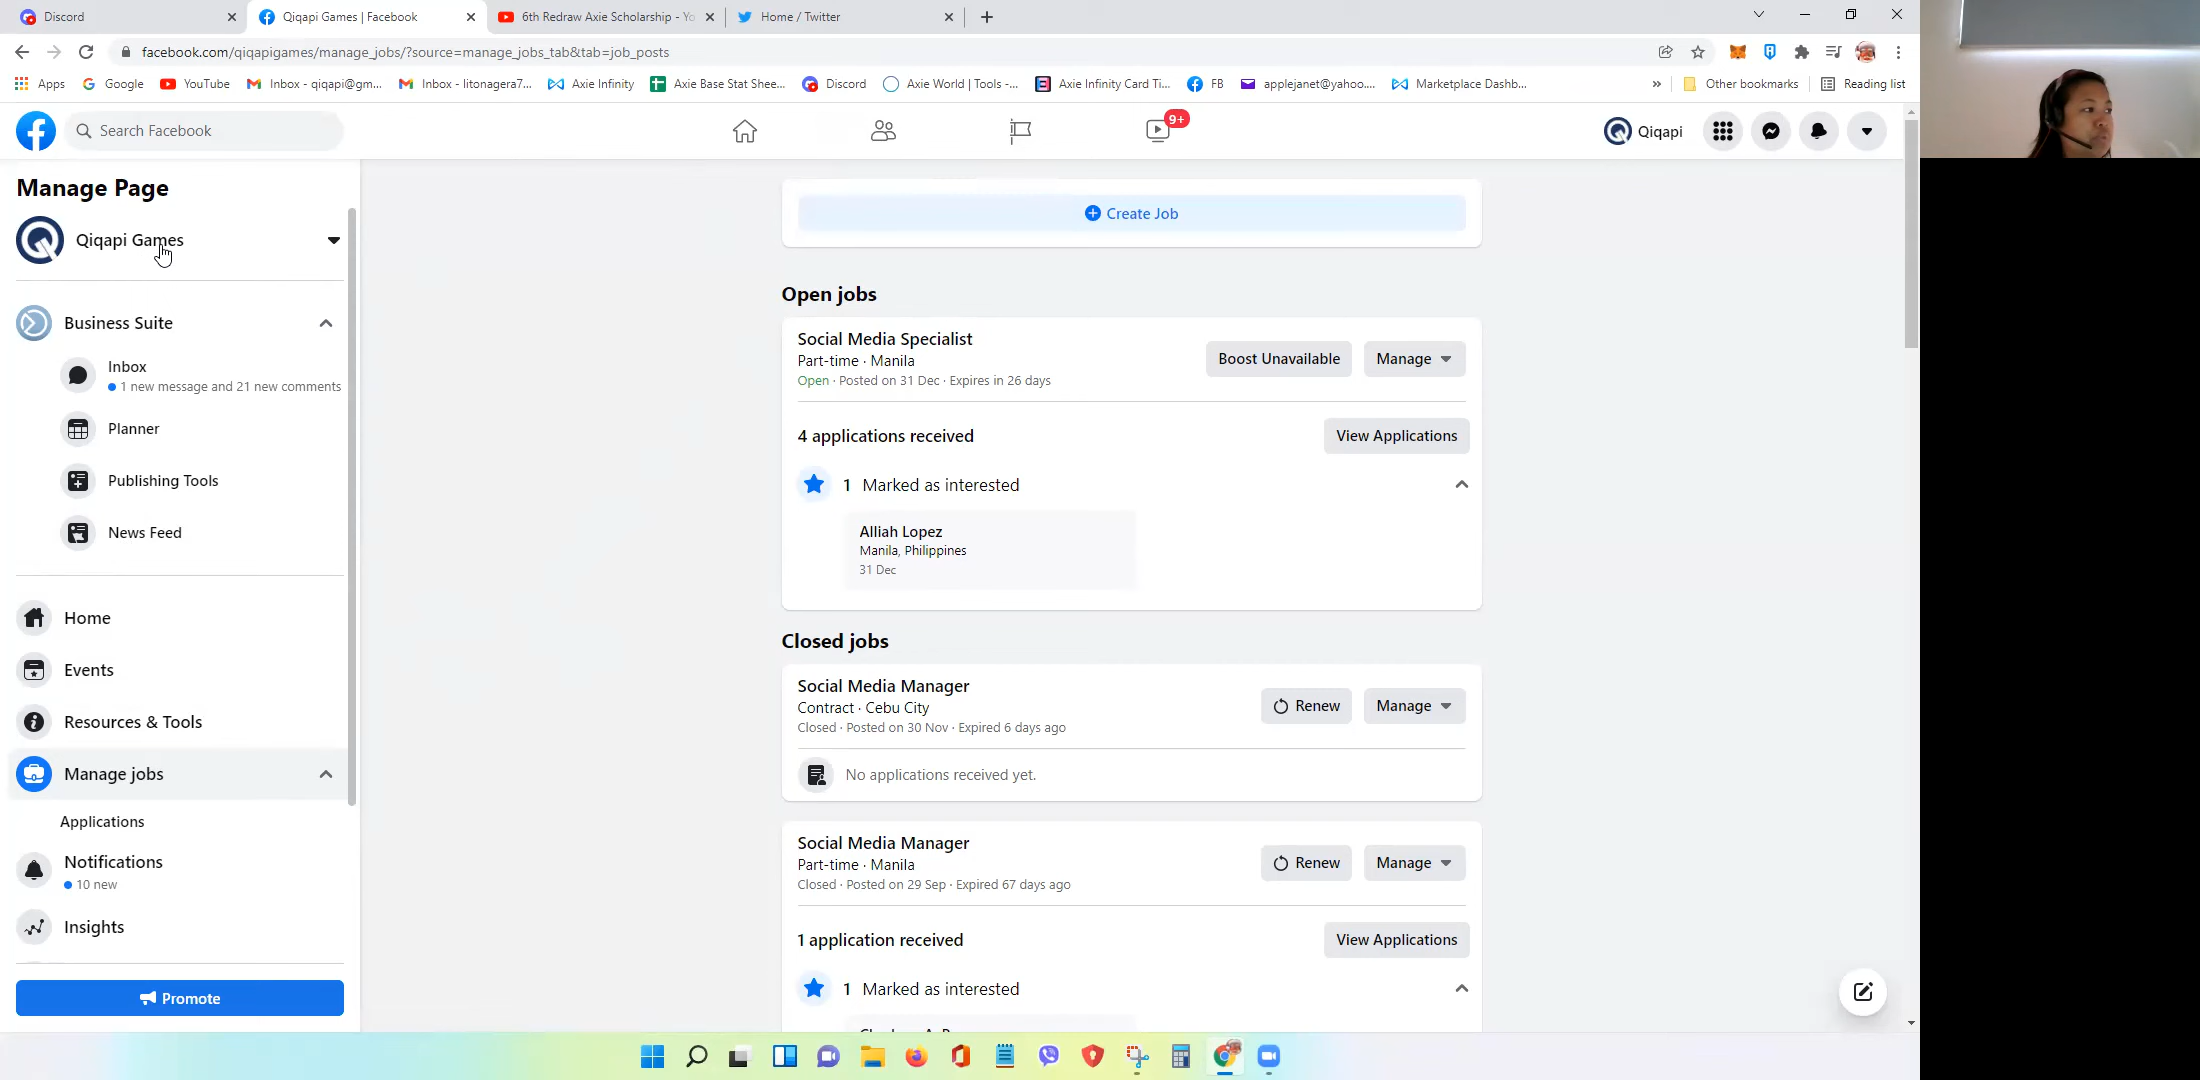 Discord
Qiqapi Games | Facebook
6th Redraw Axie Scholarship - Yo
Home / Twitter
facebook.com/qiqapigames/manage_jobs/?source=manage_jobs_tab&tab=job_posts
Apps
Google
YouTube
Inbox - qiqapi@gm...
Inbox - litonagera7...
Axie Infinity
Axie Base Stat Shee...
Discord
Axie World | Tools -...
Axie Infinity Card Ti...
FB
applejanet@yahoo....
Marketplace Dashb...
»
Other bookmarks
Reading list
Search Facebook
9+
Qiqapi
Manage Page
Qiqapi Games
Business Suite
Inbox
1 new message and 21 new comments
Planner
Publishing Tools
News Feed
Home
Events
Resources & Tools
Manage jobs
Applications
Notifications
10 new
Insights
Promote
Create Job
Open jobs
Social Media Specialist
Part-time · Manila
Open · Posted on 31 Dec · Expires in 26 days
Boost Unavailable
Manage
4 applications received
View Applications
1 Marked as interested
Alliah Lopez
Manila, Philippines
31 Dec
Closed jobs
Social Media Manager
Contract · Cebu City
Closed · Posted on 30 Nov · Expired 6 days ago
Renew
Manage
No applications received yet.
Social Media Manager
Part-time · Manila
Closed · Posted on 29 Sep · Expired 67 days ago
Renew
Manage
1 application received
View Applications
1 Marked as interested